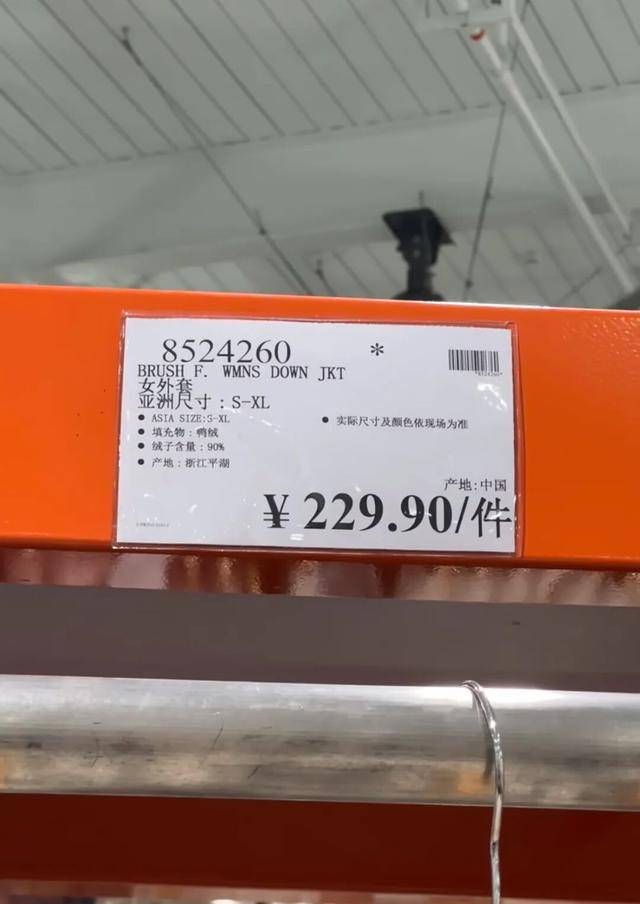 8524260 *
BRUSH F. WMNS DOWN JKT
女外套
亚洲尺寸：S-XL
• ASIA SIZE:S-XL
• 填充物：鸭绒
• 绒子含量：90%
• 产地：浙江平湖
• 实际尺寸及颜色依现场为准
*8524260*
产地:中国
¥ 229.90/件